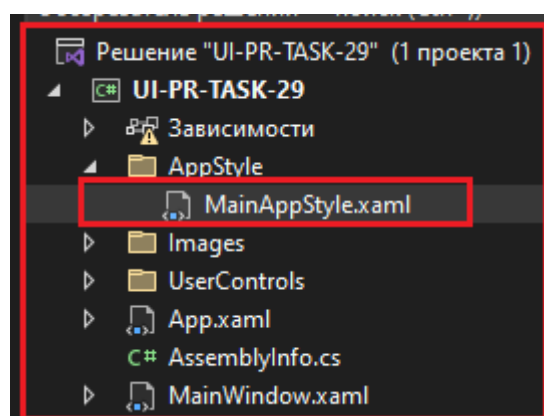 Решение "UI-PR-TASK-29" (1 проекта 1)
C# UI-PR-TASK-29
Зависимости
AppStyle
MainAppStyle.xaml
Images
UserControls
App.xaml
C# AssemblyInfo.cs
MainWindow.xaml